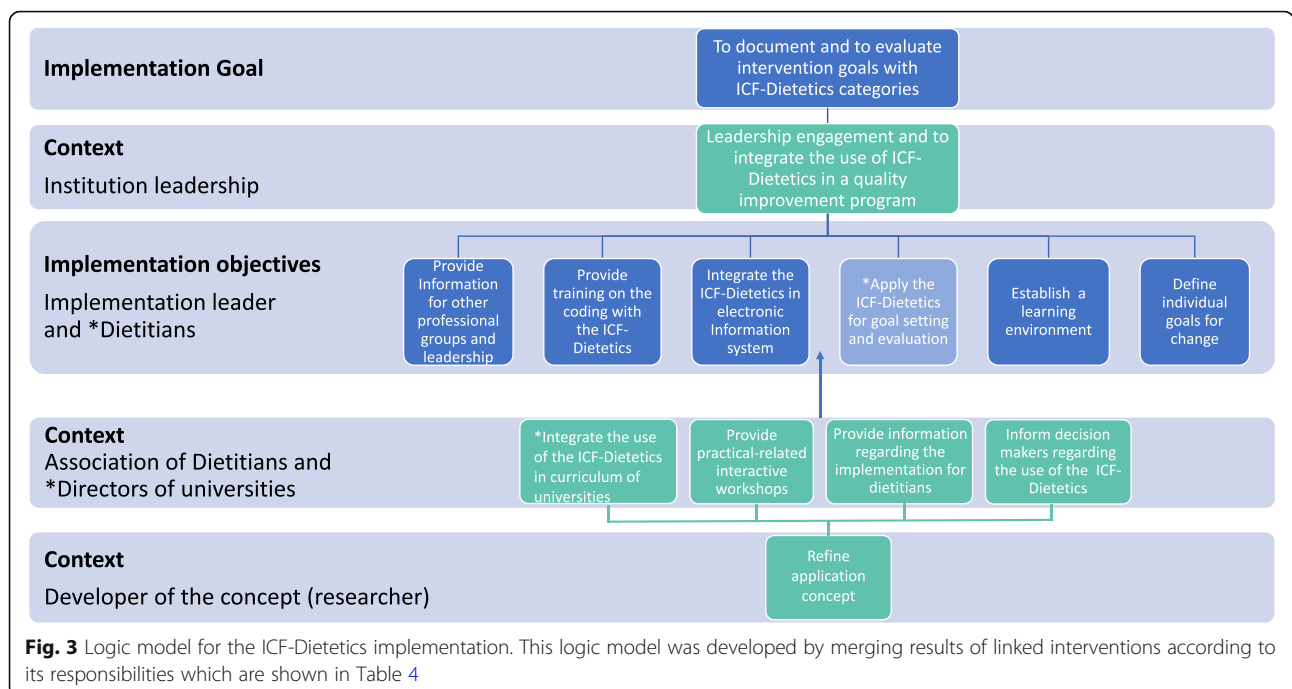 Implementation Goal
To document and to evaluate
intervention goals with
ICF-Dietetics categories
Context
Institution leadership
Leadership engagement and to
integrate the use of ICF-
Dietetics in a quality
improvement program
Implementation objectives
Implementation leader
and *Dietitians
Provide
Information
for other
professional
groups and
leadership
Provide
training on the
coding with
the ICF-
Dietetics
Integrate the
ICF-Dietetics in
electronic
Information
system
*Apply the
ICF-Dietetics
for goal setting
and evaluation
Establish a
learning
environment
Define
individual
goals for
change
Context
Association of Dietitians and
*Directors of universities
*Integrate the use
of the ICF-Dietetics
in curriculum of
universities
Provide
practical-related
interactive
workshops
Provide information
regarding the
implementation for
dietitians
Inform decision
makers regarding
the use of the ICF-
Dietetics
Context
Developer of the concept (researcher)
Refine
application
concept
Fig. 3 Logic model for the ICF-Dietetics implementation. This logic model was developed by merging results of linked interventions according to
its responsibilities which are shown in Table 4